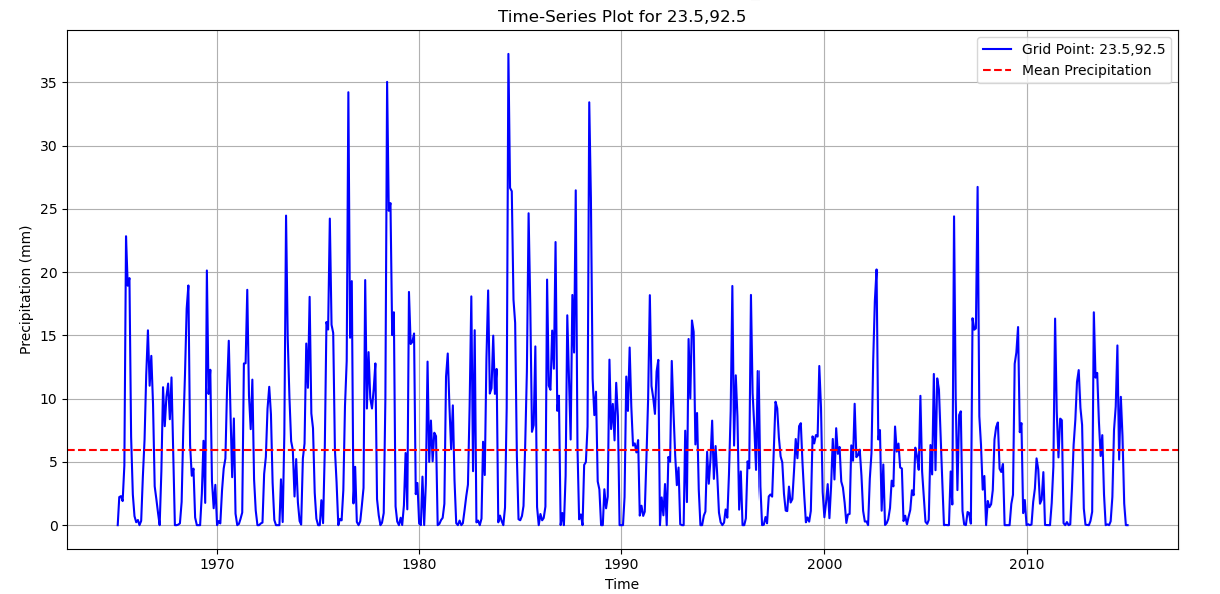 Time-Series Plot for 23.5,92.5
Grid Point: 23.5,92.5
Mean Precipitation
Precipitation (mm)
35
30
25
20
15
10
5
0
1970 1980 1990 2000 2010
Time